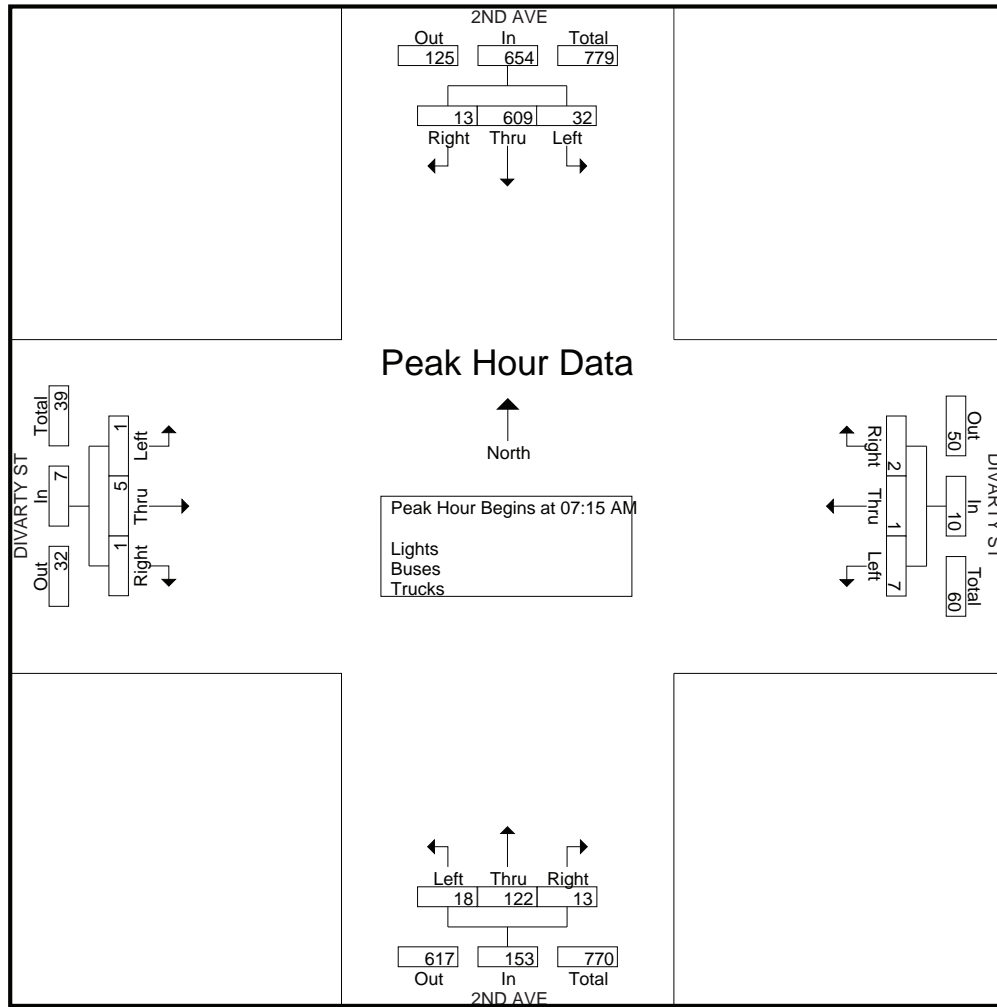 2ND AVE
Out In Total
125 654 779
13 609 32
Right Thru Left
Peak Hour Data
North
Peak Hour Begins at 07:15 AM
Lights
Buses
Trucks
DIVARTY ST
Out In Total
32 7 39
1 5 1
Right Thru Left
DIVARTY ST
Out In Total
50 10 60
2 1 7
Right Thru Left
Left Thru Right
18 122 13
617 153 770
Out In Total
2ND AVE